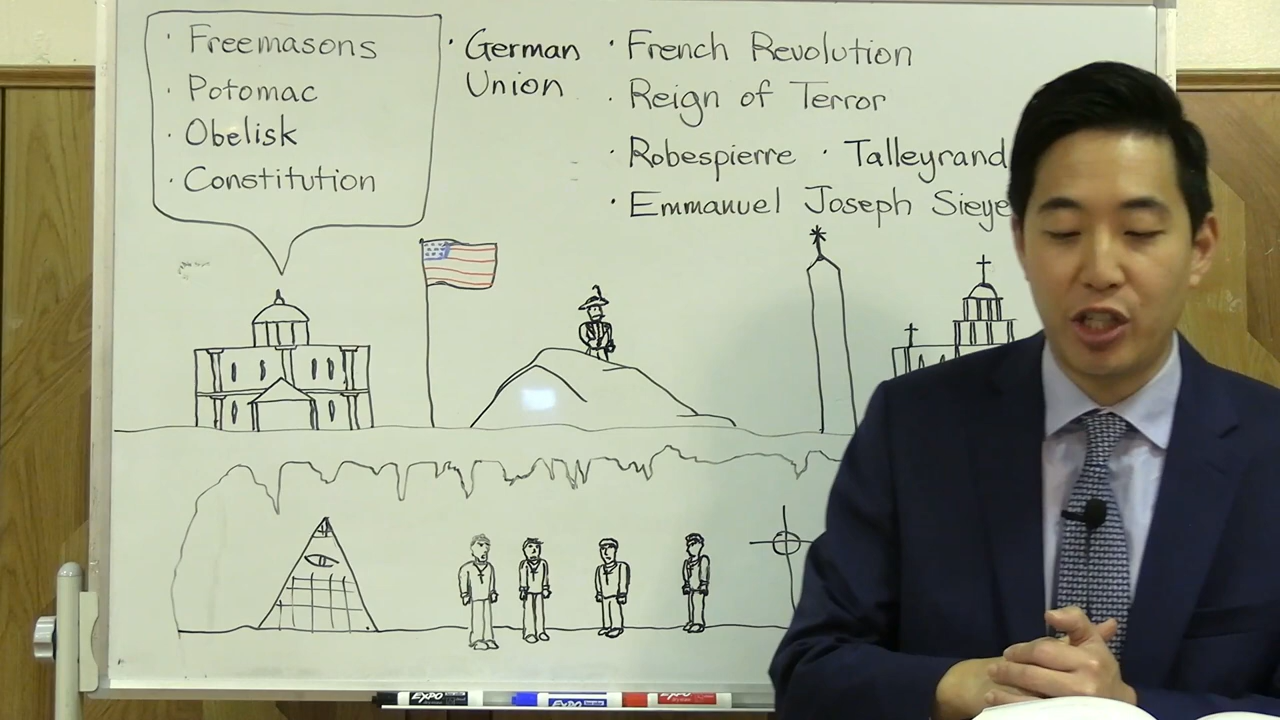 · Freemasons
· Potomac
· Obelisk
· Constitution
· German
Union
· French Revolution
· Reign of Terror
· Robespierre · Talleyrand
· Emmanuel Joseph Sieye
EXPO
EXPO
EXPO